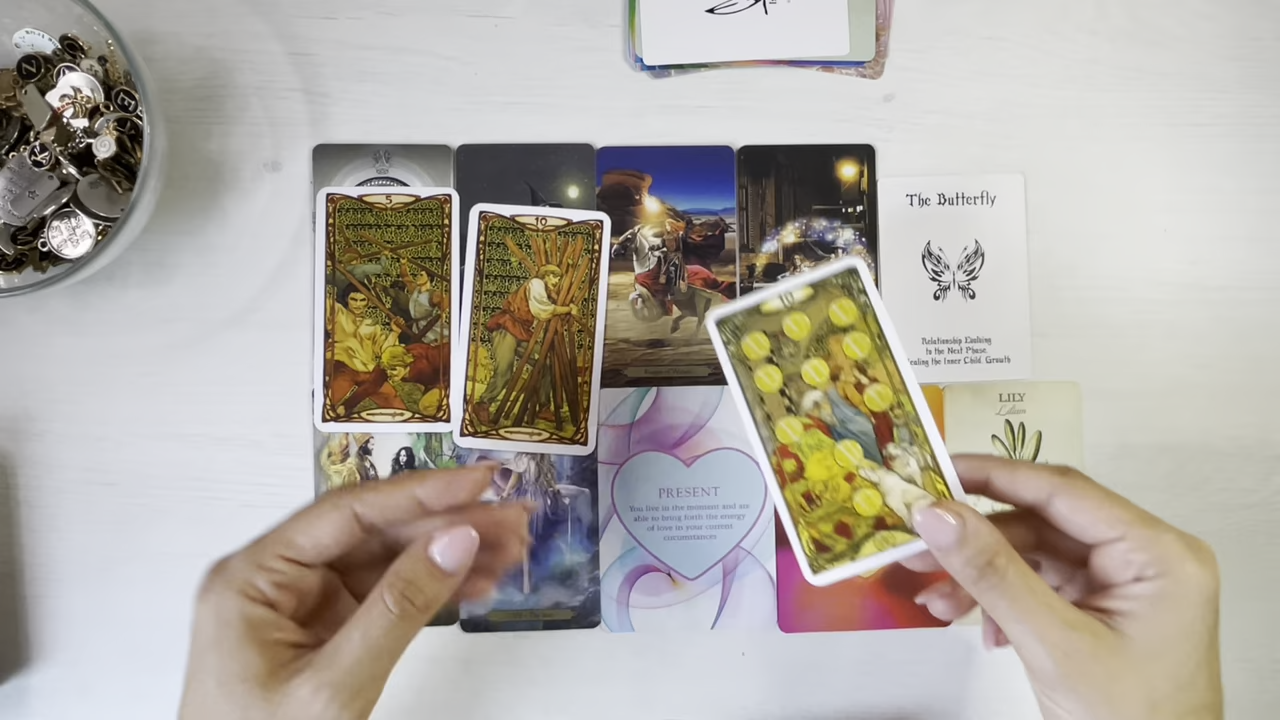 5
10
The Butterfly
Relationship Evolving
to the Next Phase.
Healing the Inner Child. Growth
LILY
Lillian
PRESENT
You live in the moment and are
able to bring forth the energy
of love in your current
circumstances
K
E